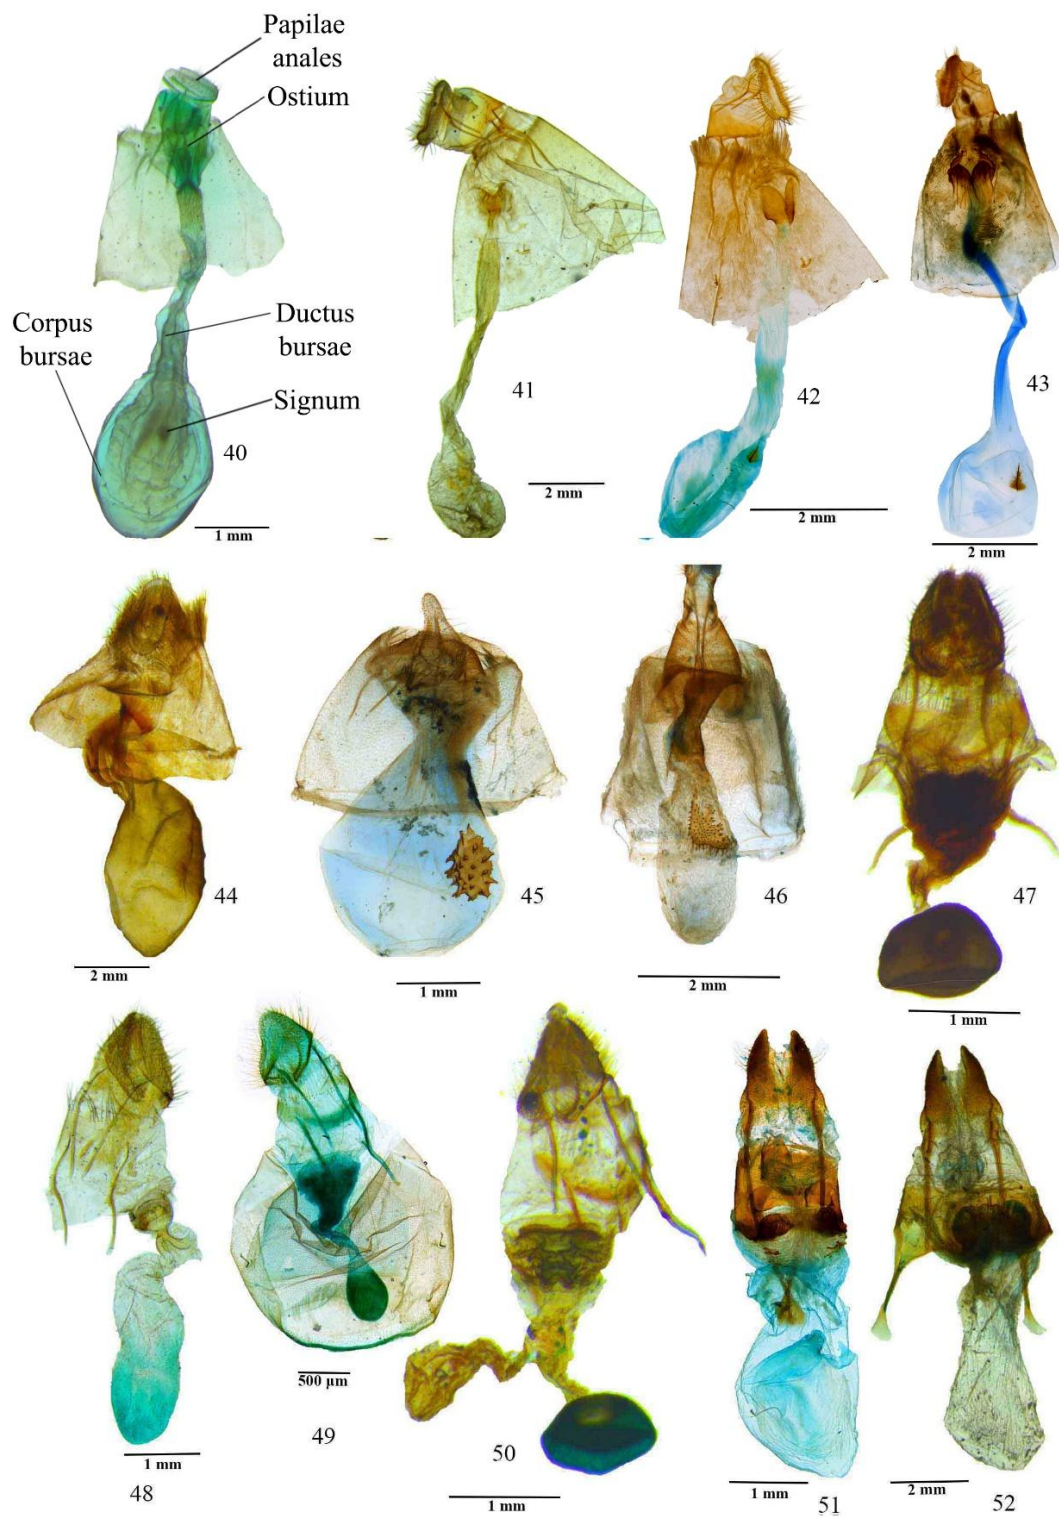 Papilae
anales
Ostium
Corpus
bursae
Ductus
bursae
Signum
40
1 mm
41
2 mm
42
2 mm
43
2 mm
44
2 mm
45
1 mm
46
2 mm
47
1 mm
48
1 mm
49
500 µm
50
1 mm
51
1 mm
52
2 mm